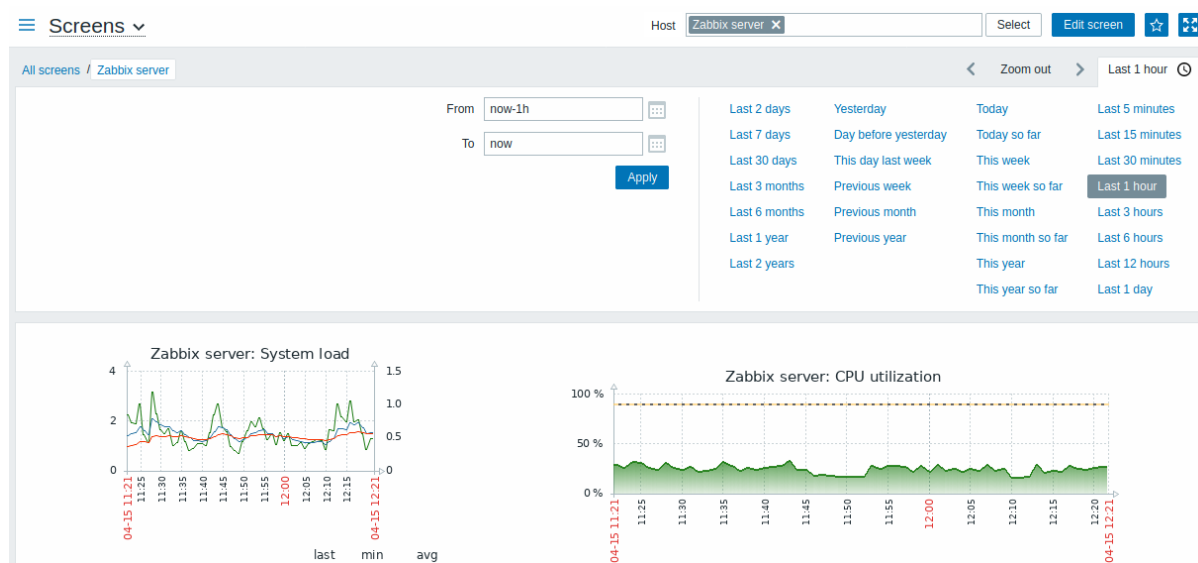 Screens
Host Zabbix server Select Edit screen
All screens / Zabbix server Zoom out Last 1 hour
From now-1h
To now
Apply
Last 2 days Yesterday Today Last 5 minutes
Last 7 days Day before yesterday Today so far Last 15 minutes
Last 30 days This day last week This week Last 30 minutes
Last 3 months Previous week This week so far Last 1 hour
Last 6 months Previous month This month Last 3 hours
Last 1 year Previous year This month so far Last 6 hours
Last 2 years This year Last 12 hours
This year so far Last 1 day
Zabbix server: System load
4 1.5
1.0
2 0.5
0 0
04-15 11:21 11:25 11:30 11:35 11:40 11:45 11:50 11:55 12:00 12:05 12:10 12:15 04-15 12:21
last min avg
Zabbix server: CPU utilization
100 %
50 %
0 %
04-15 11:21 11:25 11:30 11:35 11:40 11:45 11:50 11:55 12:00 12:05 12:10 12:15 12:20 04-15 12:21